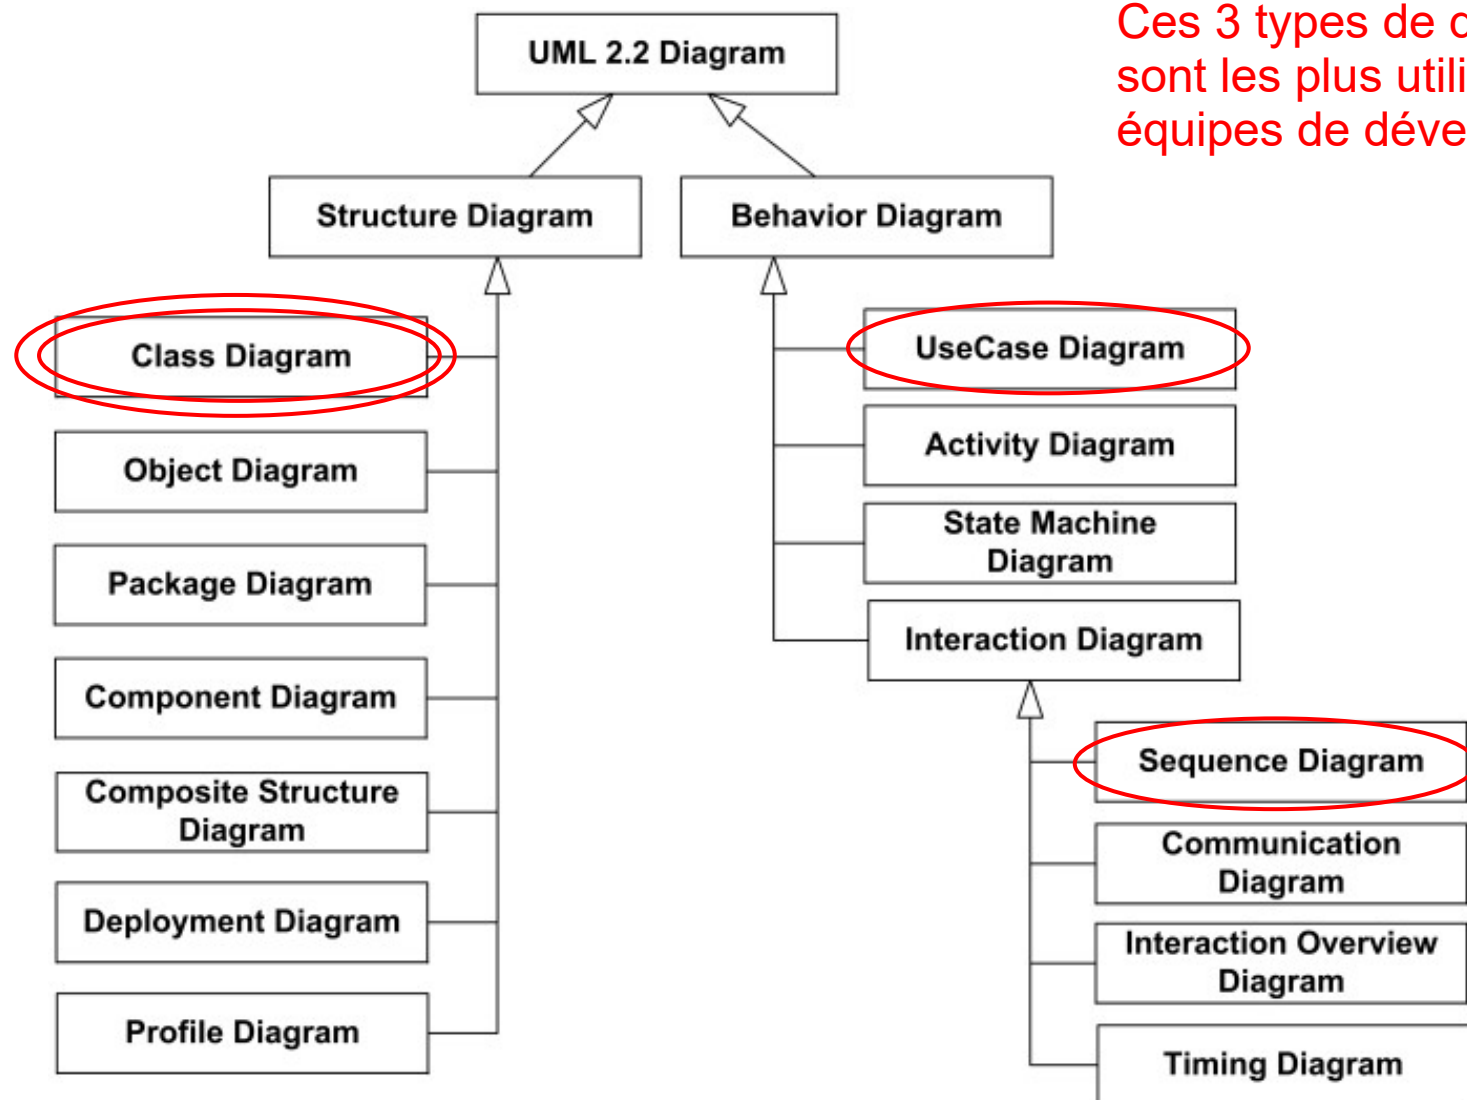 Ces 3 types de
sont les plus
équipes de
UML 2.2 Diagram
Structure Diagram
Behavior Diagram
Class Diagram
Object Diagram
Package Diagram
Component Diagram
Composite Structure
Diagram
Deployment Diagram
Profile Diagram
UseCase Diagram
Activity Diagram
State Machine
Diagram
Interaction Diagram
Sequence Diagram
Communication
Diagram
Interaction Overview
Diagram
Timing Diagram